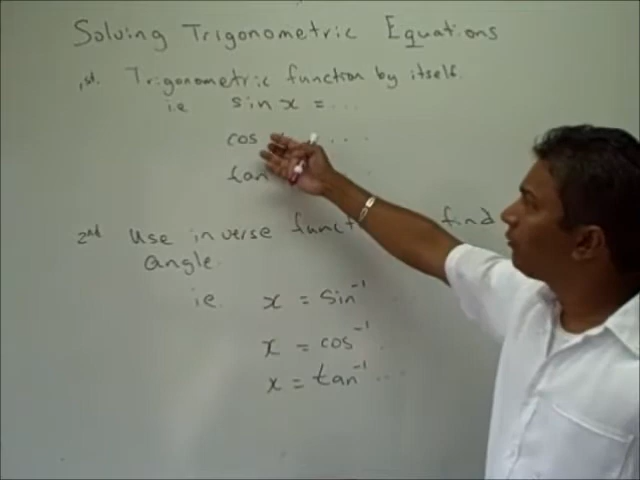 Solving Trigonometric Equations
1st. Trigonometric function by itself.
ie sin x = ...
cos ...
tan
2nd Use inverse funct find
angle.
ie. x = sin⁻¹
x = cos⁻¹ .
x = tan⁻¹ ...